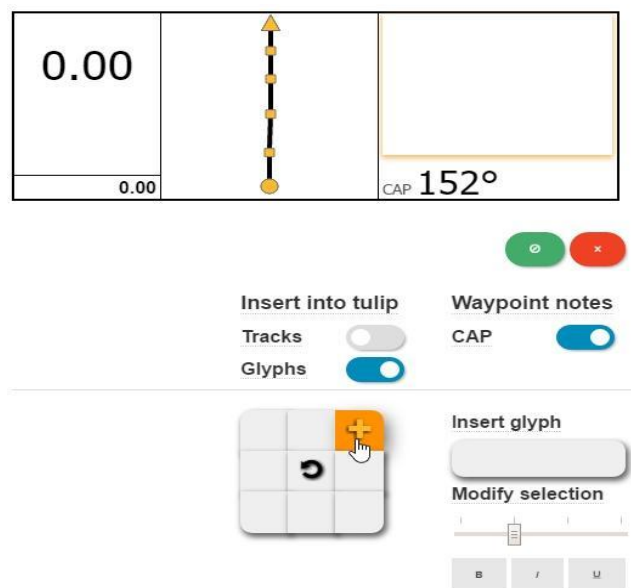 0.00
0.00
CAP 152°
Insert into tulip
Waypoint notes
Tracks
CAP
Glyphs
Insert glyph
Modify selection
B I U